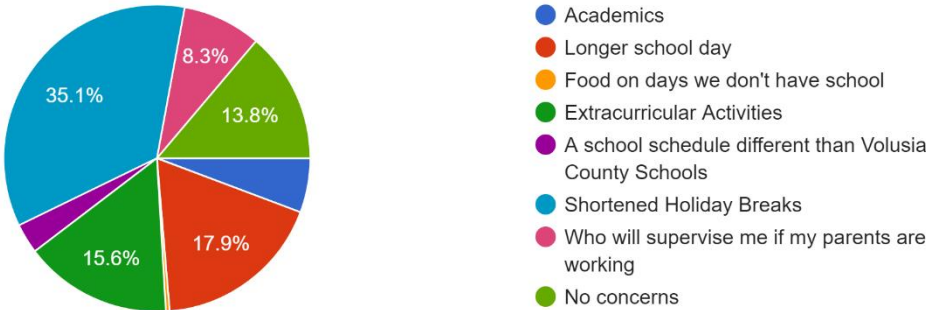 8.3%
35.1%
13.8%
17.9%
15.6%
Academics
Longer school day
Food on days we don't have school
Extracurricular Activities
A school schedule different than Volusia
County Schools
Shortened Holiday Breaks
Who will supervise me if my parents are
working
No concerns